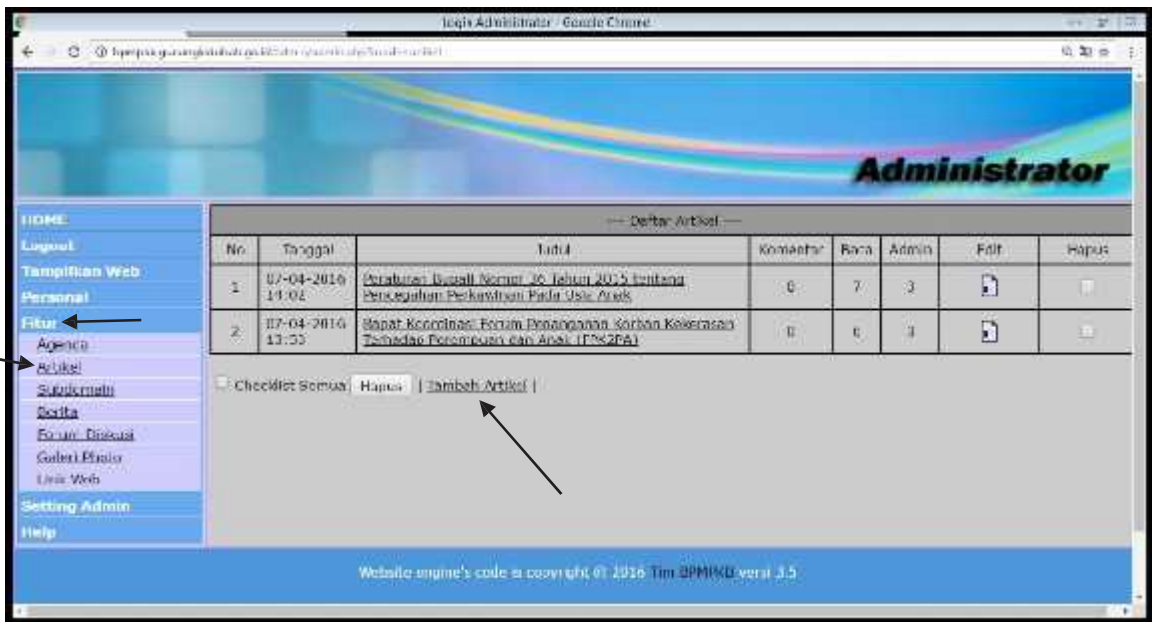 login Administrator - Google Chrome
Administrator
HOME
Logout
Tampilkan Web
Personal
Fitur
Agenda
Artikel
Subdomain
Berita
Forum Diskusi
Galeri Photo
Link Web
Setting Admin
Help
--- Daftar Artikel ---
No Tanggal Judul Komentar Baca Admin Edit Hapus
1 07-04-2016 14:02 Peraturan Bupati Nomor 36 Tahun 2015 tentang Pencegahan Perkawinan Pada Usia Anak 0 7 3
2 07-04-2016 13:53 Rapat Koordinasi Forum Penanganan Korban Kekerasan Terhadap Perempuan dan Anak (FPK2PA) 0 6 3
Checklist Semua Hapus | Tambah Artikel |
Website engine's code is copyright © 2016 Tim BPMPKB versi 3.5